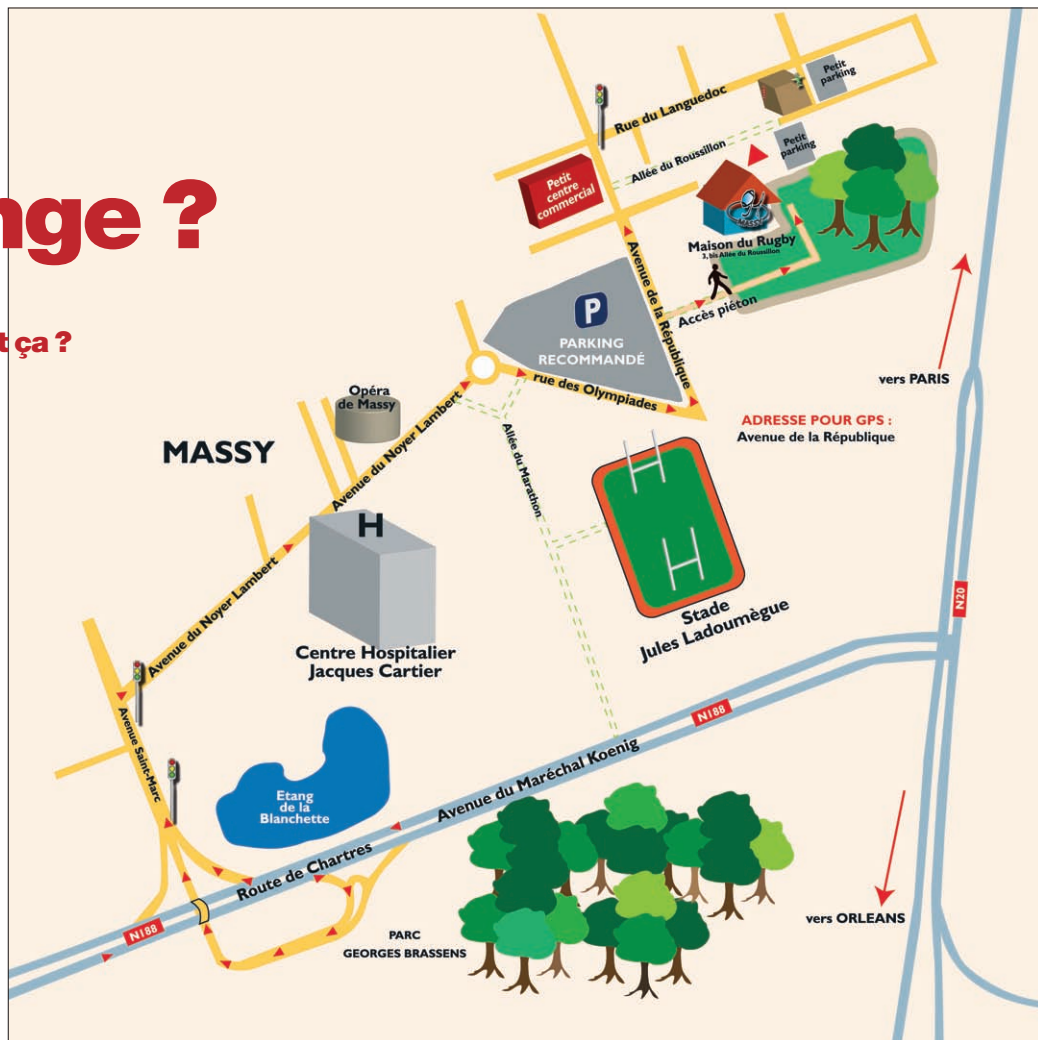 nge ?
t ça ?
Petit
parking
Rue du Languedoc
Petit
parking
Allée du Roussillon
Petit
centre
commercial
MASSY
Maison du Rugby
3, bis Allée du Roussillon
Avenue de la République
Accès piéton
P
PARKING
RECOMMANDÉ
rue des Olympiades
vers PARIS
Opéra
de Massy
ADRESSE POUR GPS :
Avenue de la République
MASSY
Avenue du Noyer Lambert
Allée du Marathon
H
Avenue du Noyer Lambert
Stade
Jules Ladoumègue
N20
Centre Hospitalier
Jacques Cartier
N188
Avenue Saint-Marc
Avenue du Maréchal Koenig
Etang
de la
Blanchette
Route de Chartres
N188
PARC
GEORGES BRASSENS
vers ORLEANS